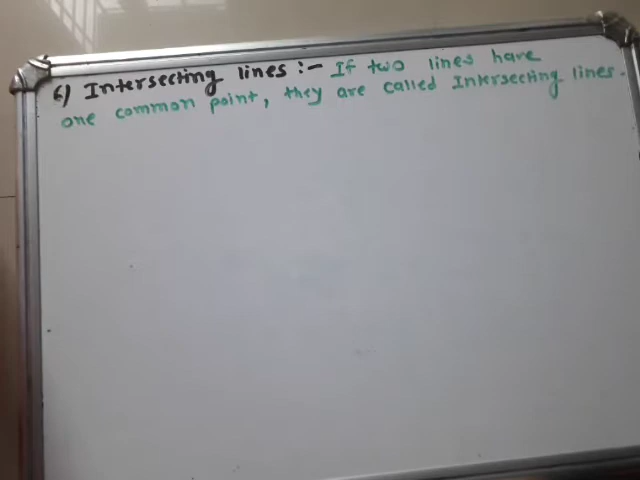 6) Intersecting lines :- If two lines have
one common point, they are called Intersecting lines.